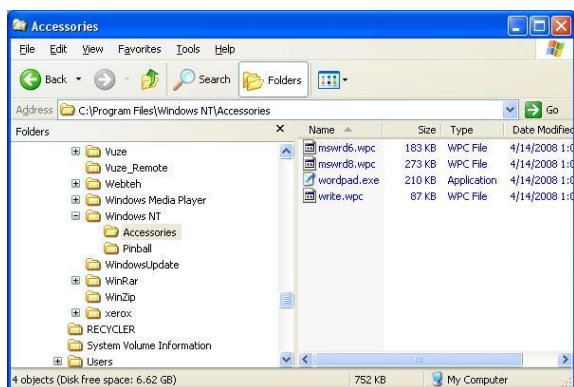 Accessories
File Edit View Favorites Tools Help
Back Search Folders
Address C:\Program Files\Windows NT\Accessories Go
Folders x Name Size Type Date Modified
Vuze
Vuze_Remote
Webteh
Windows Media Player
Windows NT
Accessories
Pinball
WindowsUpdate
WinRar
WinZip
xerox
RECYCLER
System Volume Information
Users
mswrd6.wpc 183 KB WPC File 4/14/2008 1:0
mswrd8.wpc 273 KB WPC File 4/14/2008 1:0
wordpad.exe 210 KB Application 4/14/2008 1:0
write.wpc 87 KB WPC File 4/14/2008 1:0
4 objects (Disk free space: 6.62 GB) 752 KB My Computer